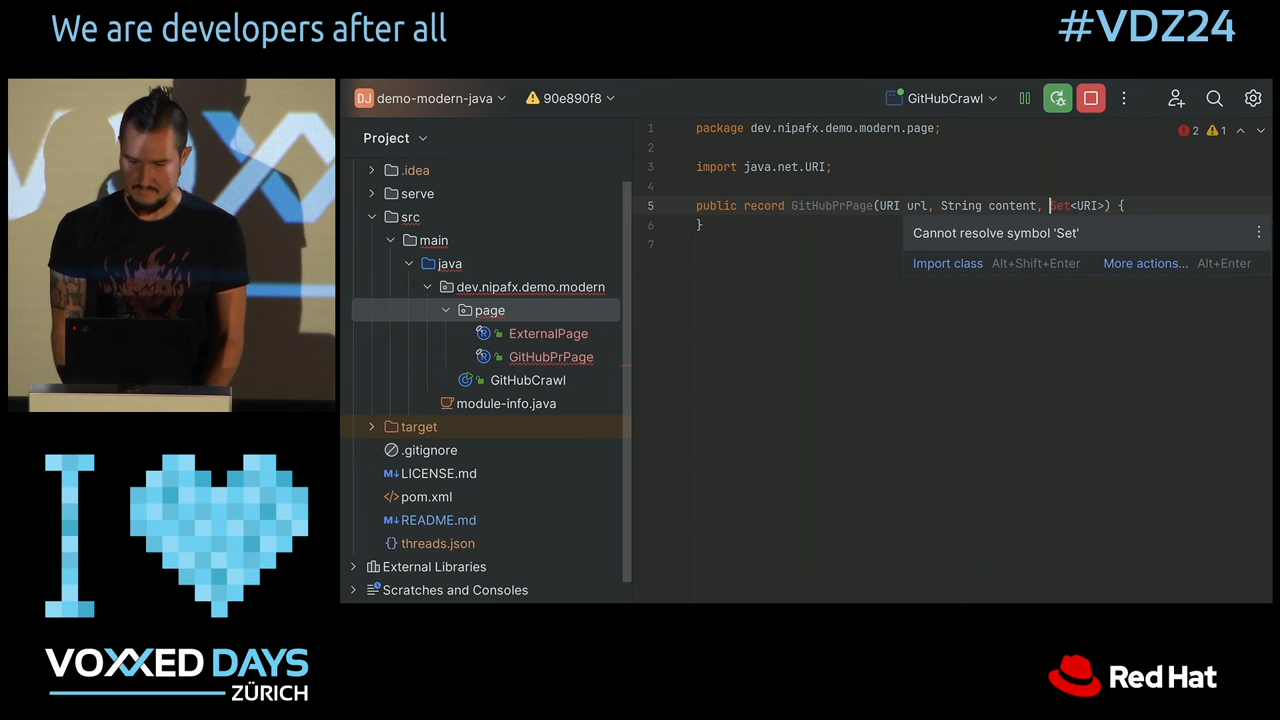 We are developers after all
#VDZ24
DJ demo-modern-java
90e890f8
GitHubCrawl
Project
.idea
serve
src
main
java
dev.nipafx.demo.modern
page
ExternalPage
GitHubPrPage
GitHubCrawl
module-info.java
target
.gitignore
M↓ LICENSE.md
</> pom.xml
M↓ README.md
{} threads.json
External Libraries
Scratches and Consoles
1 package dev.nipafx.demo.modern.page;
2
3 import java.net.URI;
4
5 public record GitHubPrPage(URI url, String content, Set<URI>) {
6 }
7
2 1
Cannot resolve symbol 'Set'
Import class Alt+Shift+Enter More actions... Alt+Enter
I
VOXXED DAYS
ZÜRICH
Red Hat